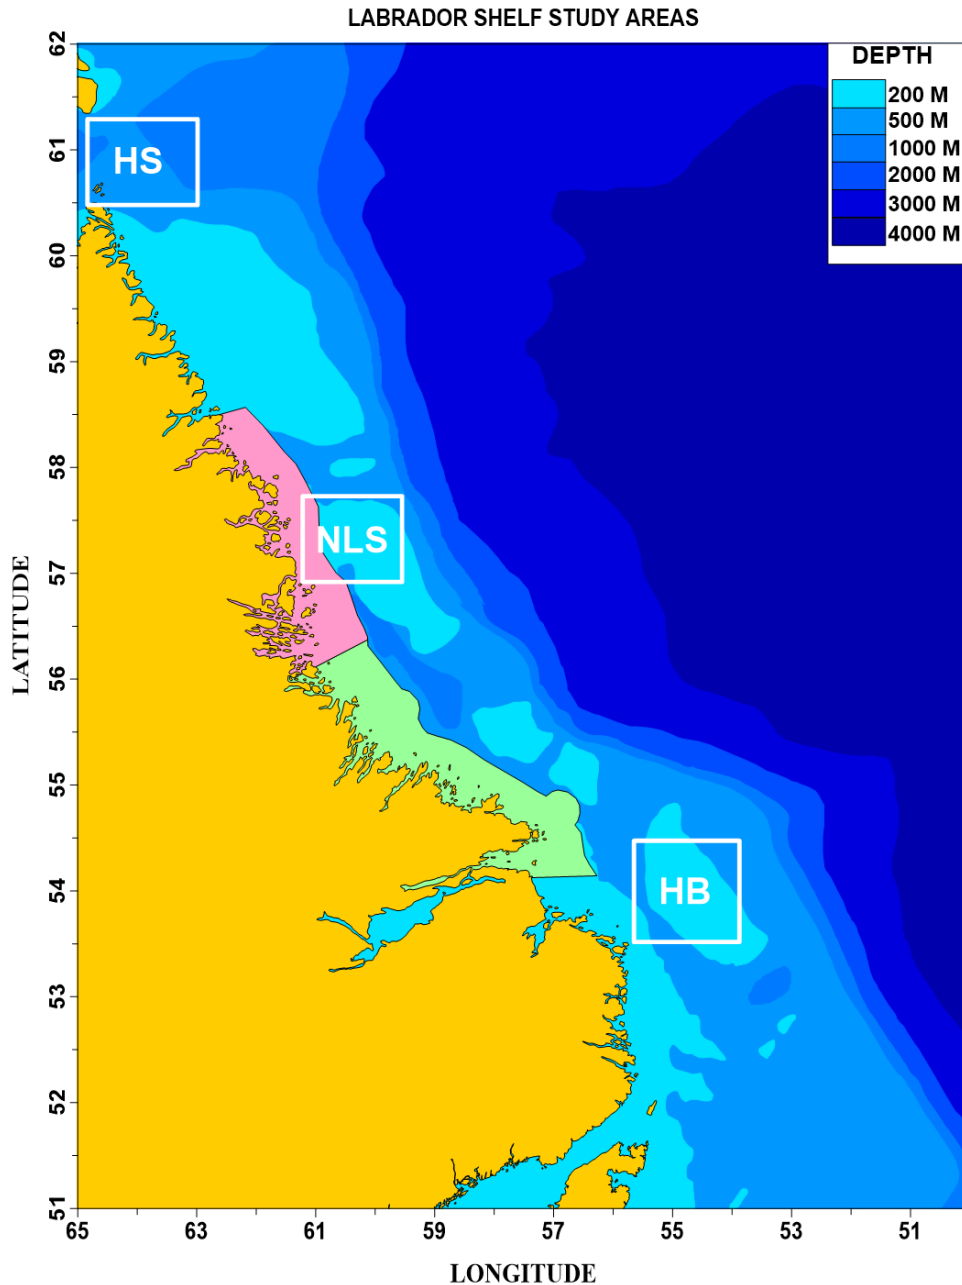 LABRADOR SHELF STUDY AREAS
DEPTH
200 M
500 M
1000 M
2000 M
3000 M
4000 M
HS
NLS
HB
LATITUDE
62
61
60
59
58
57
56
55
54
53
52
51
65
63
61
59
57
55
53
51
LONGITUDE